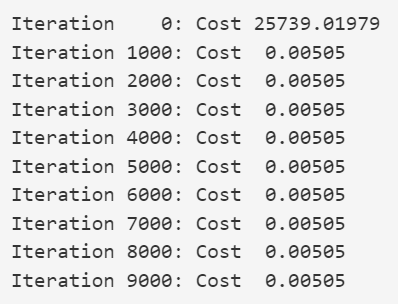 Iteration    0: Cost 25739.01979
Iteration 1000: Cost  0.00505
Iteration 2000: Cost  0.00505
Iteration 3000: Cost  0.00505
Iteration 4000: Cost  0.00505
Iteration 5000: Cost  0.00505
Iteration 6000: Cost  0.00505
Iteration 7000: Cost  0.00505
Iteration 8000: Cost  0.00505
Iteration 9000: Cost  0.00505